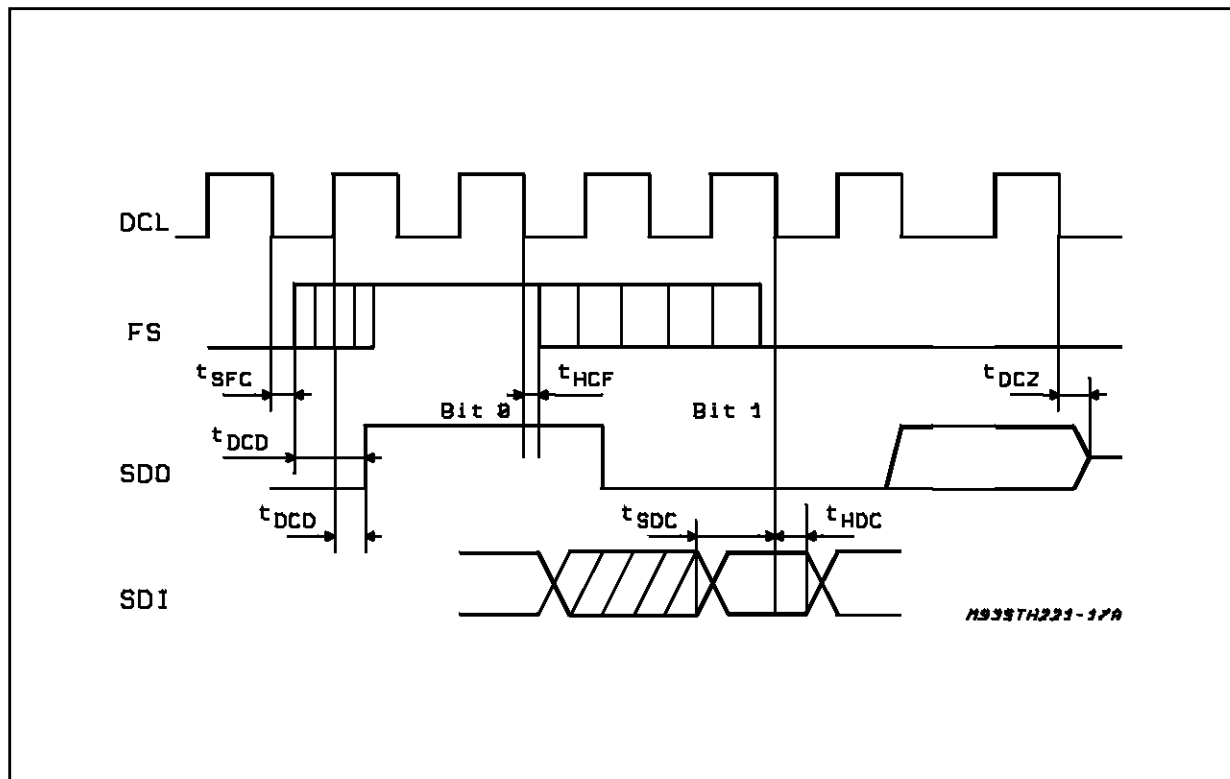 DCL
FS
tSFC
tHCF
tDCZ
Bit 0
Bit 1
tDCD
SDO
tDCD
tSDC
tHDC
SDI
M93STH221-17A